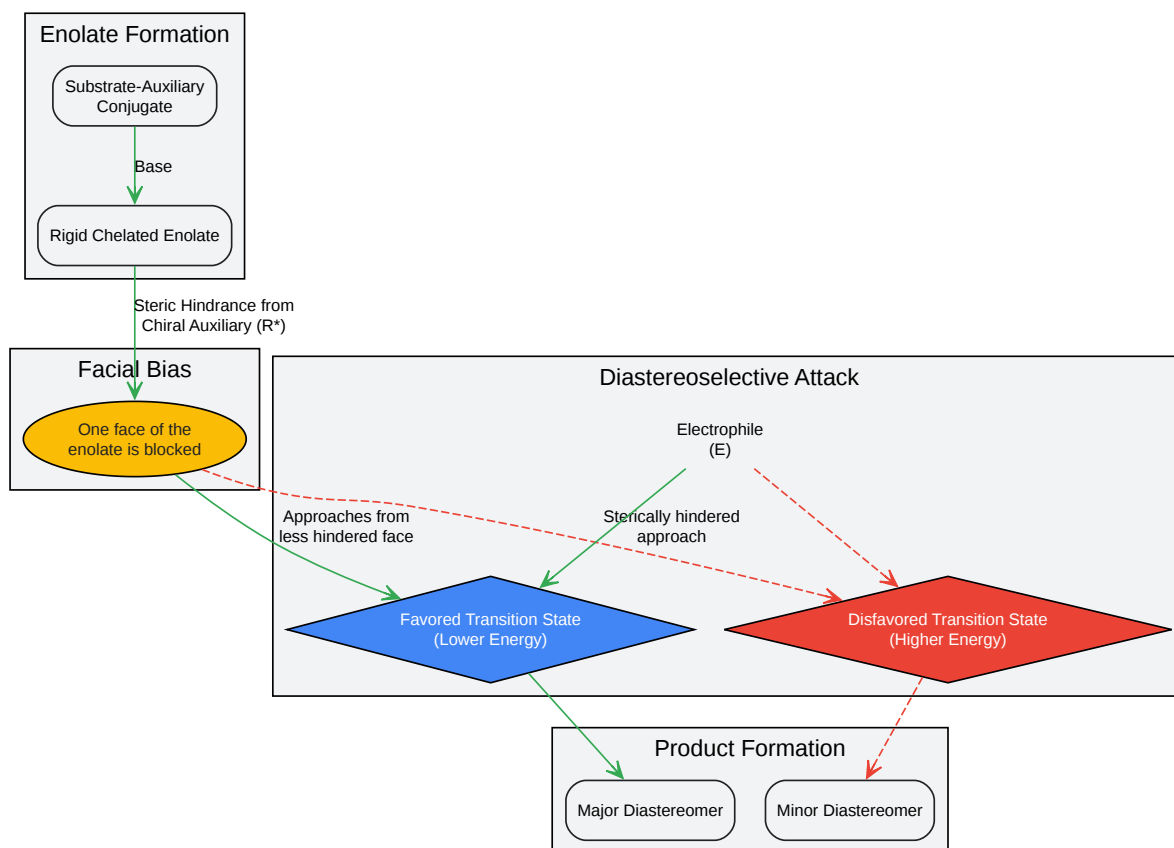 Enolate Formation
Substrate-Auxiliary
Conjugate
Base
Rigid Chelated Enolate
Steric Hindrance from
Chiral Auxiliary (R*)
Facial Bias
One face of the
enolate is blocked
Diastereoselective Attack
Electrophile
(E)
Approaches from
less hindered face
Sterically hindered
approach
Favored Transition State
(Lower Energy)
Disfavored Transition State
(Higher Energy)
Product Formation
Major Diastereomer
Minor Diastereomer